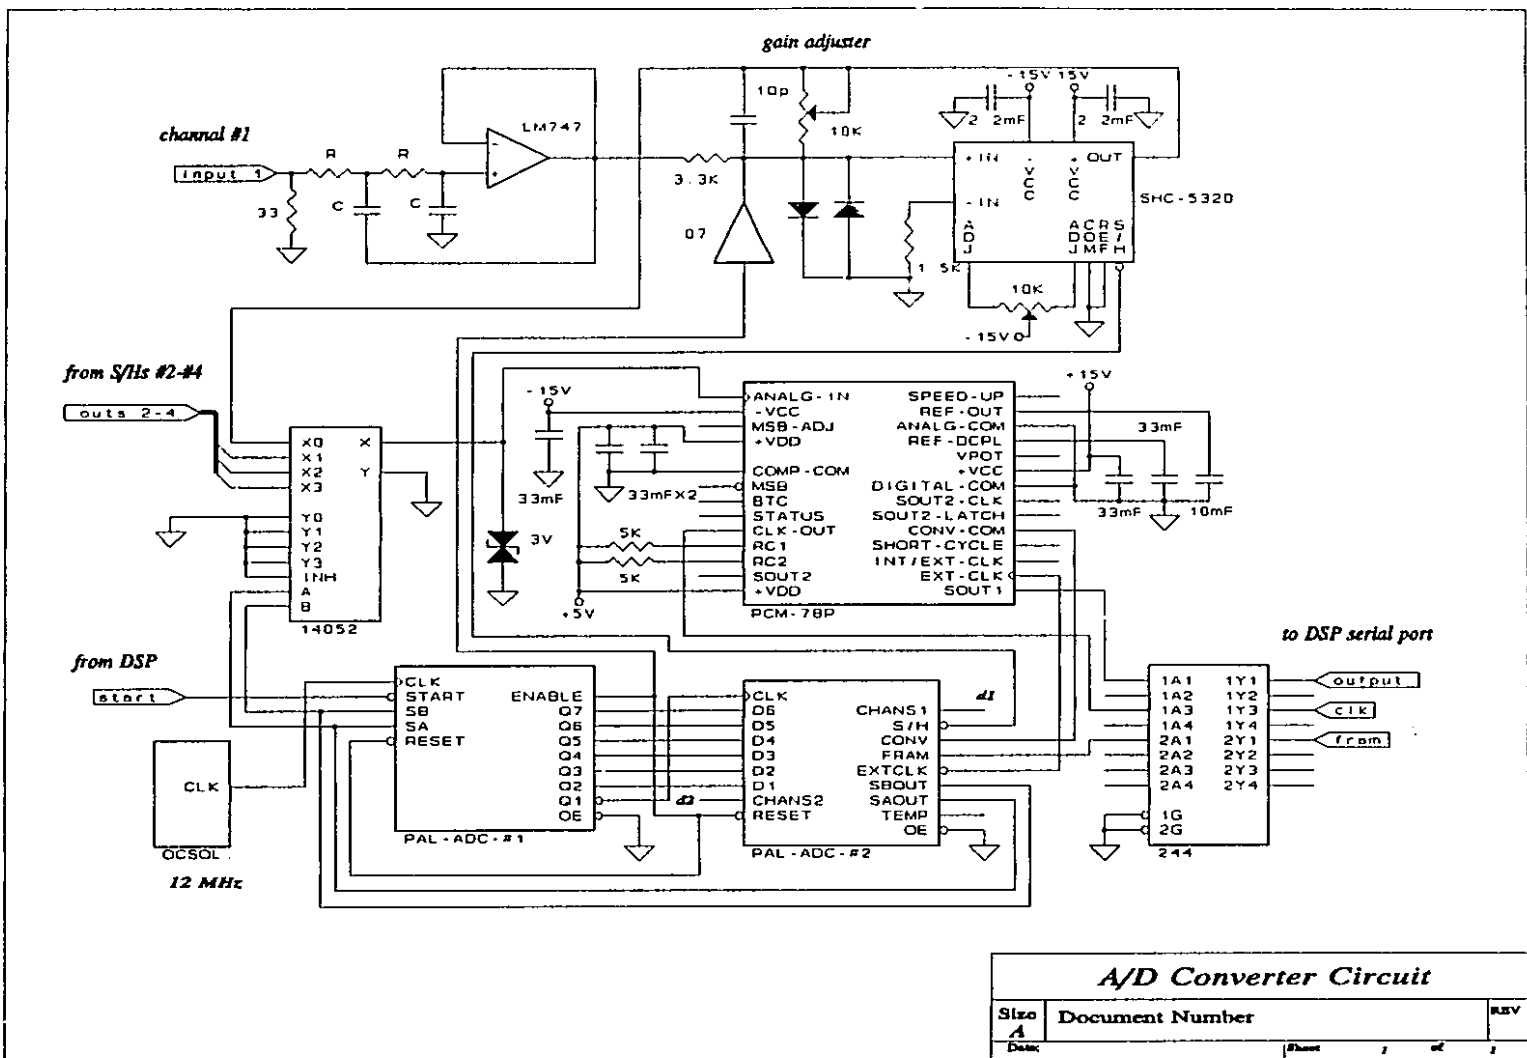 gain adjuster
channal #1
input 1
R
R
33
C
C
LM747
3.3K
10p
10K
07
-15V 15V
2 2mF
2 2mF
+IN
-VCC
+VCC
OUT
-IN
ADJ
ADJ
COM
REF
S/H
SHC-5320
1 5K
10K
-15V
from S/Hs #2-#4
outs 2-4
X0
X1
X2
X3
Y0
Y1
Y2
Y3
INH
A
B
X
Y
14052
-15V
33mF
33mFX2
3V
5K
5K
+5V
ANALG-IN
-VCC
MSB-ADJ
+VDD
COMP-COM
MSB
BTC
STATUS
CLK-OUT
RC1
RC2
SOUT2
+VDD
SPEED-UP
REF-OUT
ANALG-COM
REF-DCPL
VPOT
+VCC
DIGITAL-COM
SOUT2-CLK
SOUT2-LATCH
CONV-COM
SHORT-CYCLE
INT/EXT-CLK
EXT-CLK
SOUT1
PCM-78P
+15V
33mF
33mF
10mF
from DSP
start
CLK
START
SB
SA
RESET
ENABLE
Q7
Q6
Q5
Q4
Q3
Q2
Q1
OE
PAL-ADC-#1
CLK
OCSOL
12 MHz
d2
d1
CLK
D6
D5
D4
D3
D2
D1
CHANS2
RESET
CHANS1
S/H
CONV
FRAM
EXTCLK
SBOUT
SAOUT
TEMP
OE
PAL-ADC-#2
to DSP serial port
1A1
1A2
1A3
1A4
2A1
2A2
2A3
2A4
1G
2G
1Y1
1Y2
1Y3
1Y4
2Y1
2Y2
2Y3
2Y4
244
output
clk
fram
A/D Converter Circuit
Size
A
Document Number
REV
Date:
Sheet 1 of 1